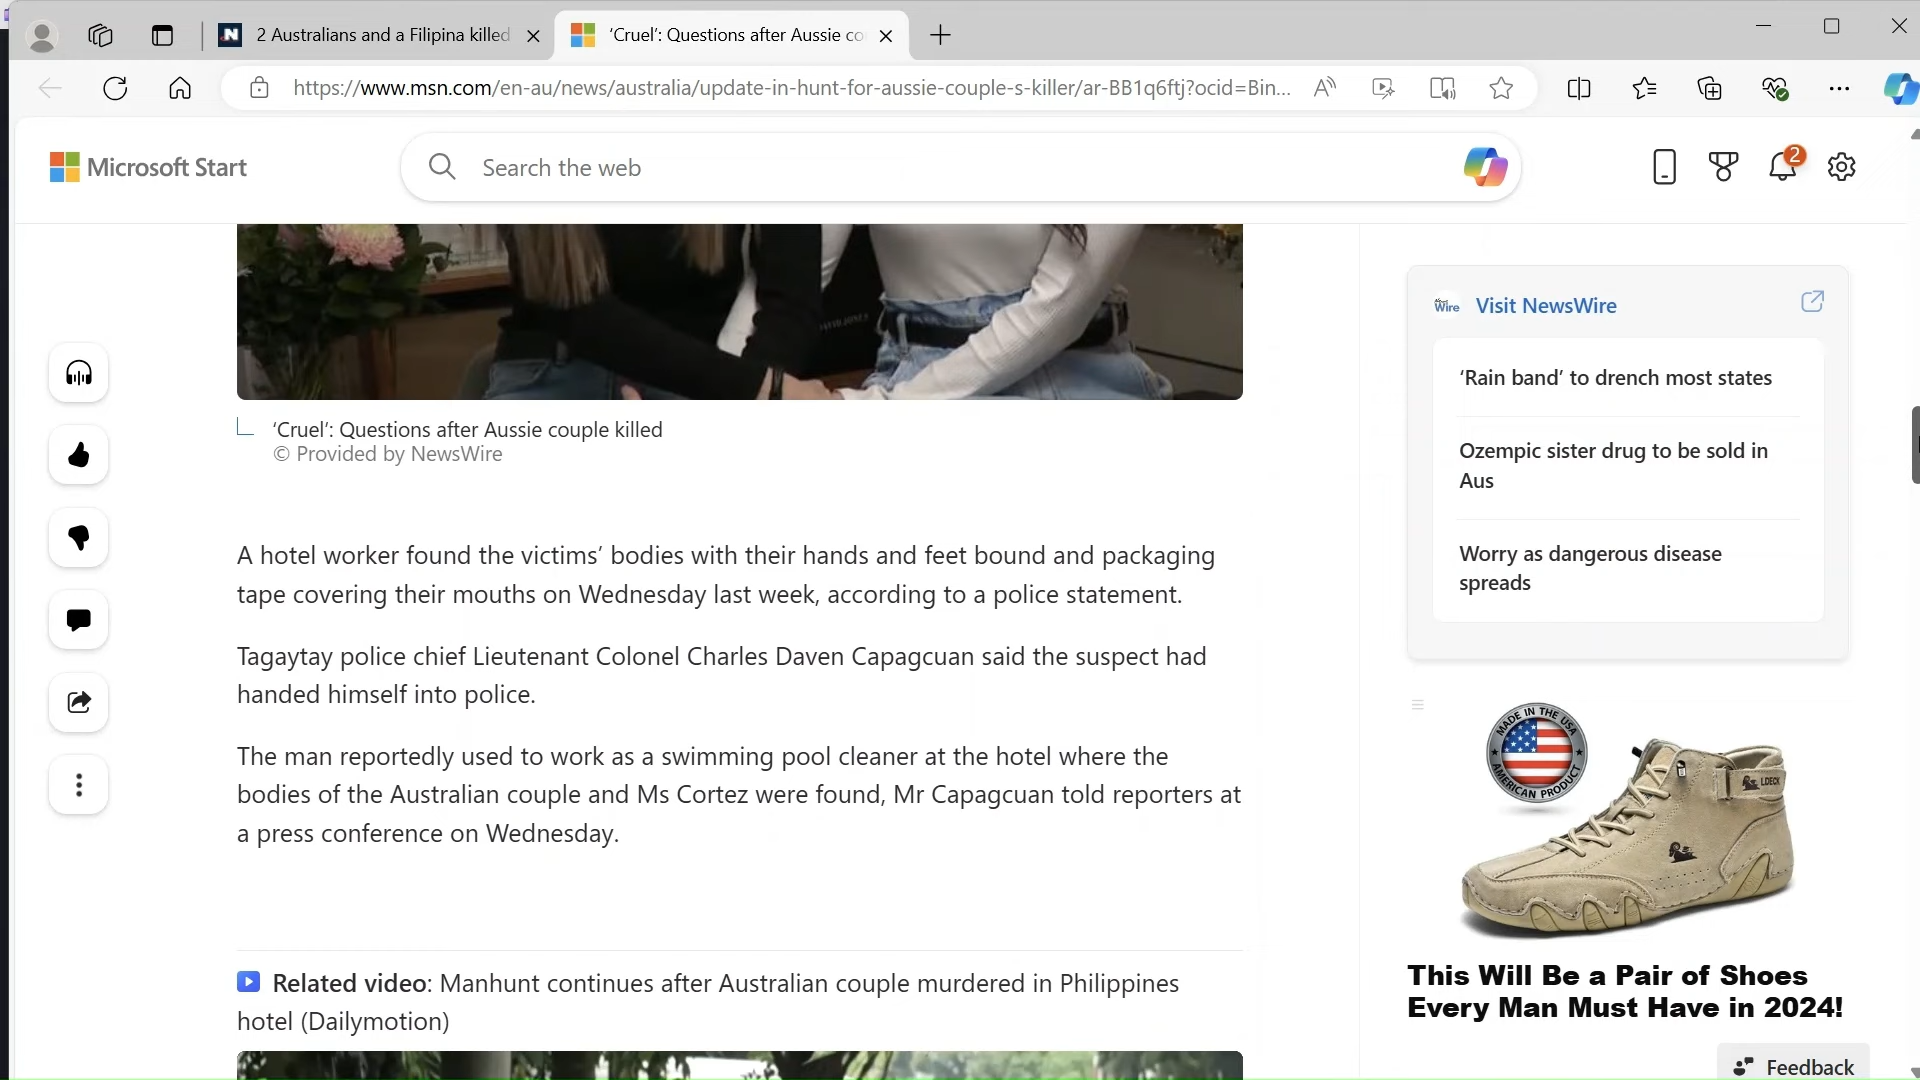 2 Australians and a Filipina killed
‘Cruel’: Questions after Aussie co
https://www.msn.com/en-au/news/australia/update-in-hunt-for-aussie-couple-s-killer/ar-BB1q6ftj?ocid=Bin...
Microsoft Start
Search the web
2
‘Cruel’: Questions after Aussie couple killed
© Provided by NewsWire
A hotel worker found the victims’ bodies with their hands and feet bound and packaging
tape covering their mouths on Wednesday last week, according to a police statement.
Tagaytay police chief Lieutenant Colonel Charles Daven Capagcuan said the suspect had
handed himself into police.
The man reportedly used to work as a swimming pool cleaner at the hotel where the
bodies of the Australian couple and Ms Cortez were found, Mr Capagcuan told reporters at
a press conference on Wednesday.
Related video: Manhunt continues after Australian couple murdered in Philippines
hotel (Dailymotion)
Wire
Visit NewsWire
‘Rain band’ to drench most states
Ozempic sister drug to be sold in
Aus
Worry as dangerous disease
spreads
MADE IN THE USA
AMERICAN PRODUCT
LDECK
This Will Be a Pair of Shoes
Every Man Must Have in 2024!
Feedback